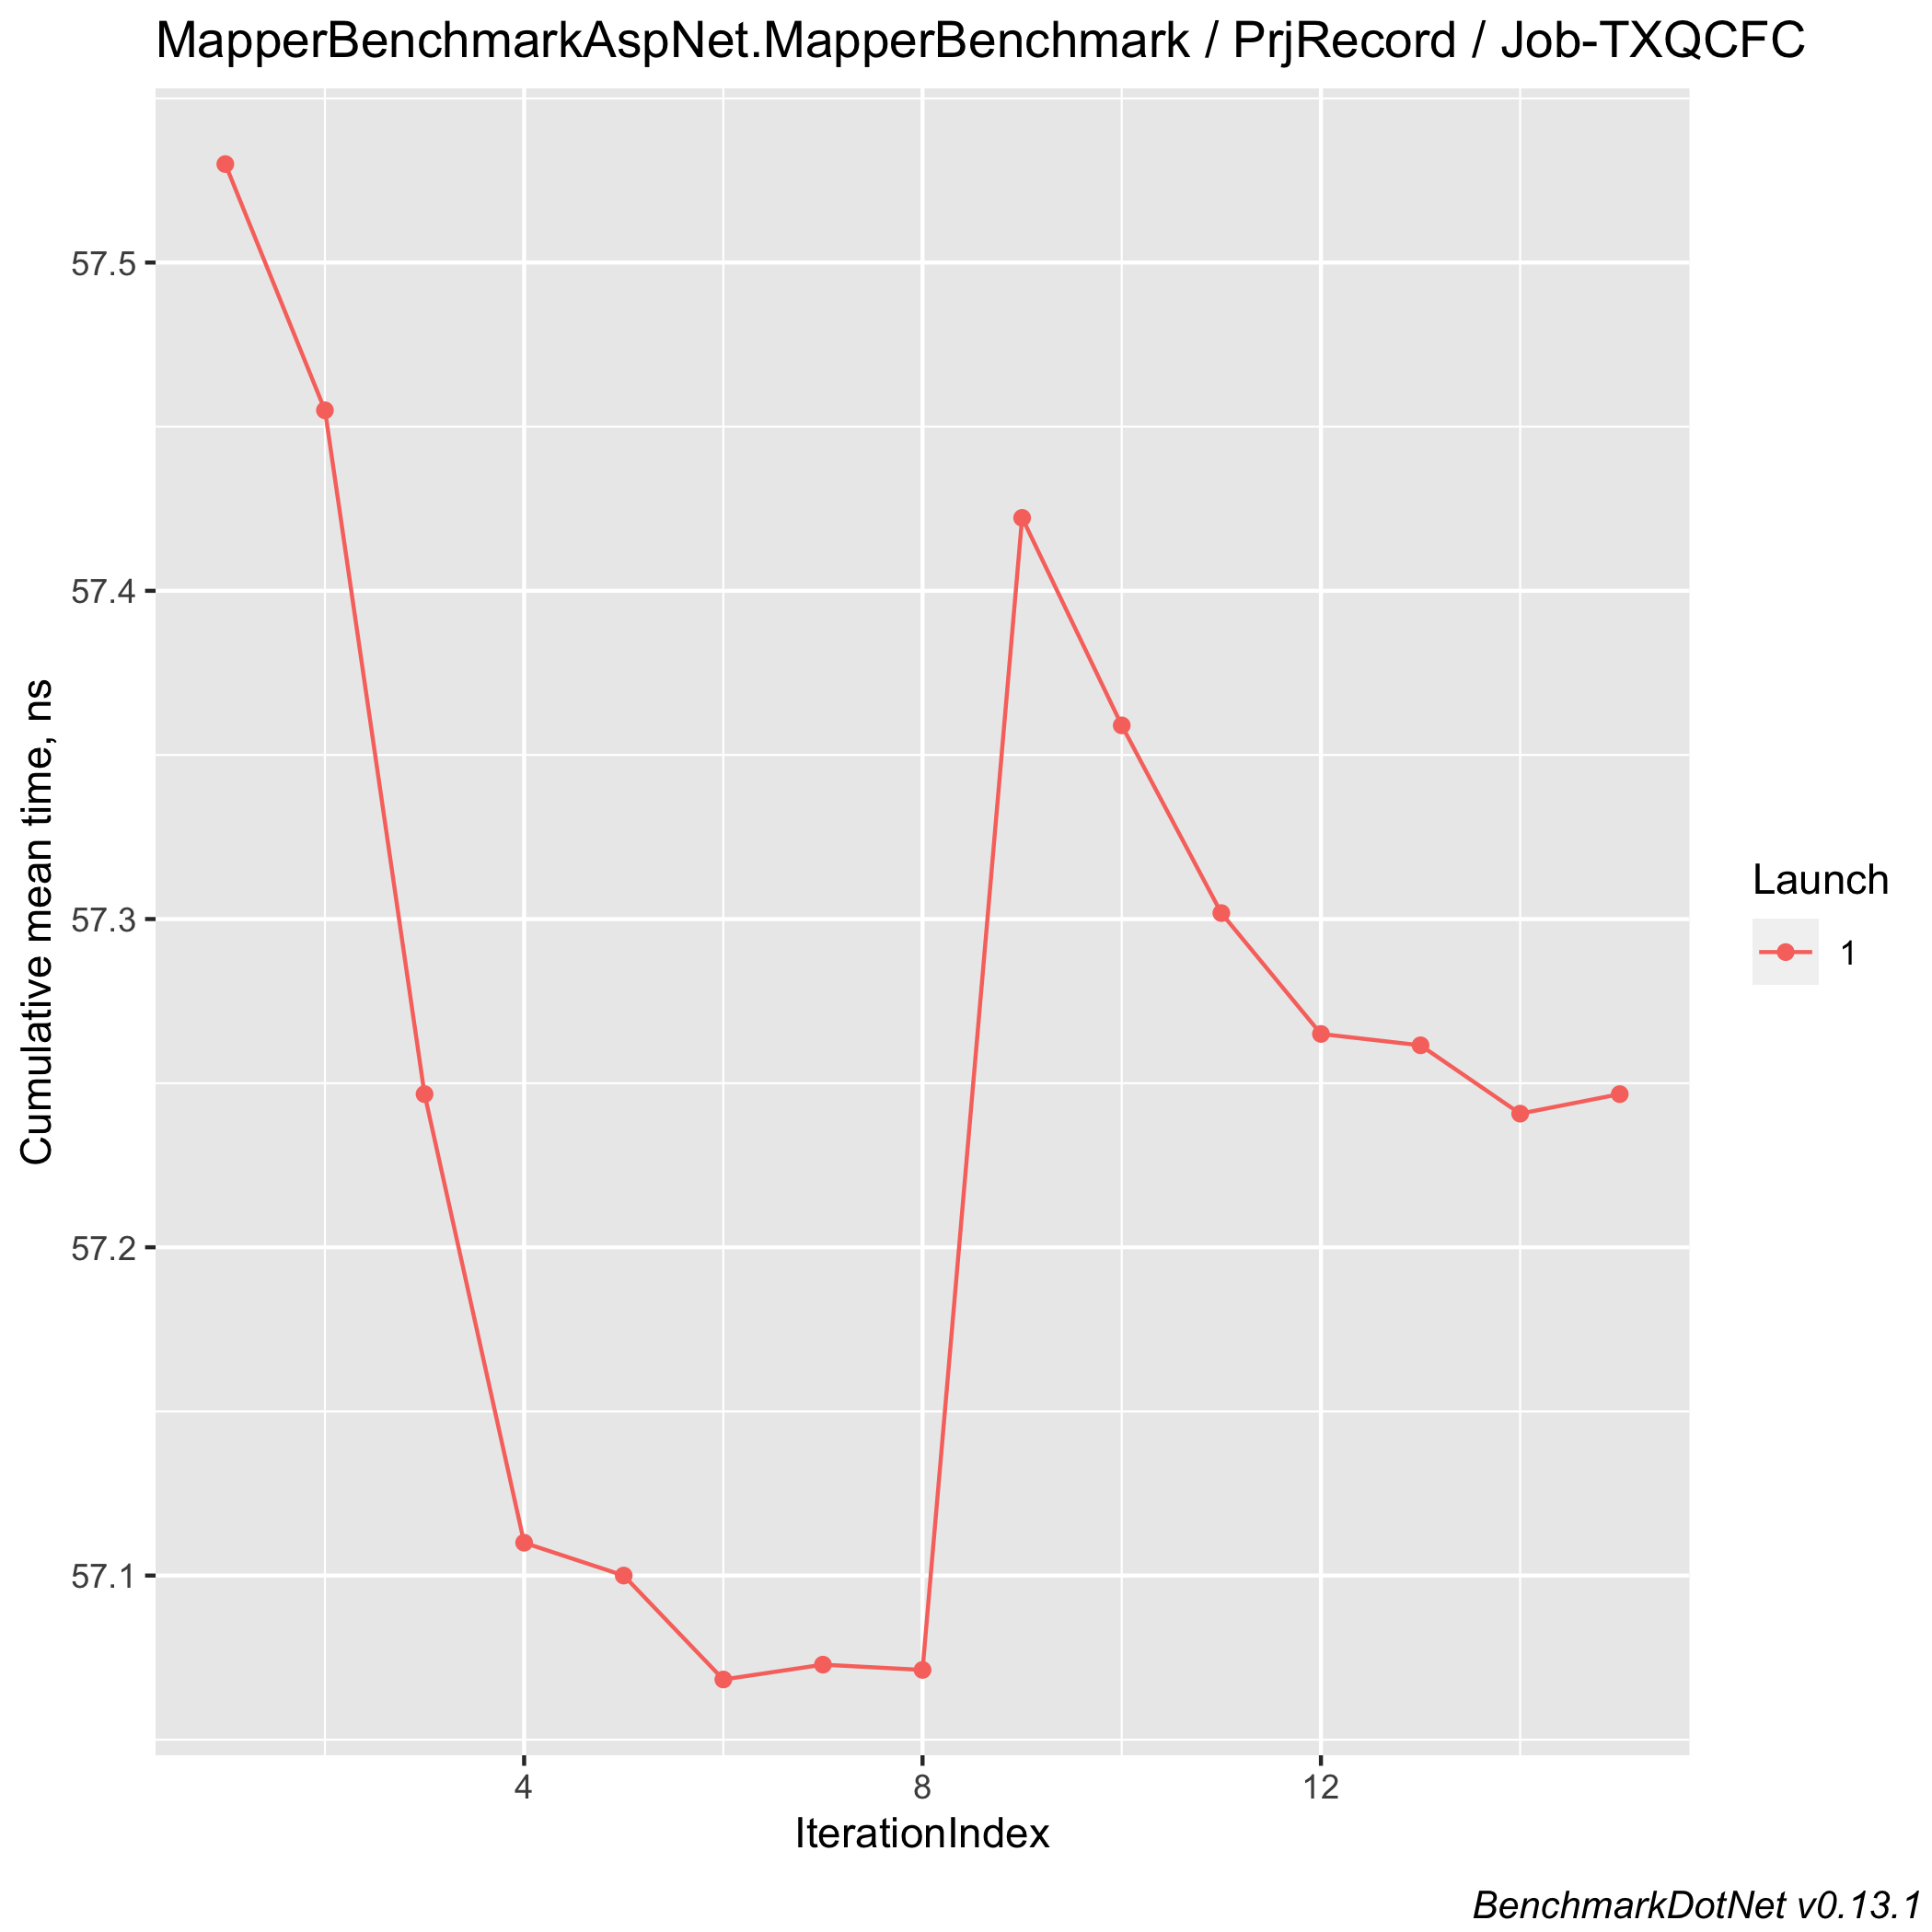 MapperBenchmarkAspNet.MapperBenchmark / PrjRecord / Job-TXQCFC
57.5
57.4
57.3
57.2
57.1
Cumulative mean time, ns
4
8
12
IterationIndex
Launch
1
BenchmarkDotNet v0.13.1